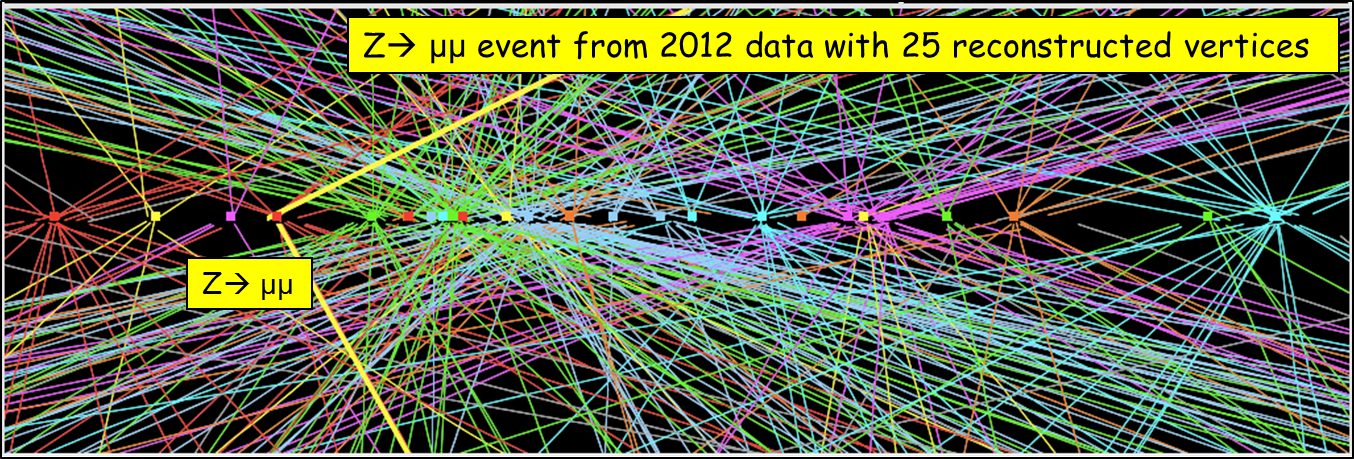 Z→ μμ event from 2012 data with 25 reconstructed vertices
Z→ μμ